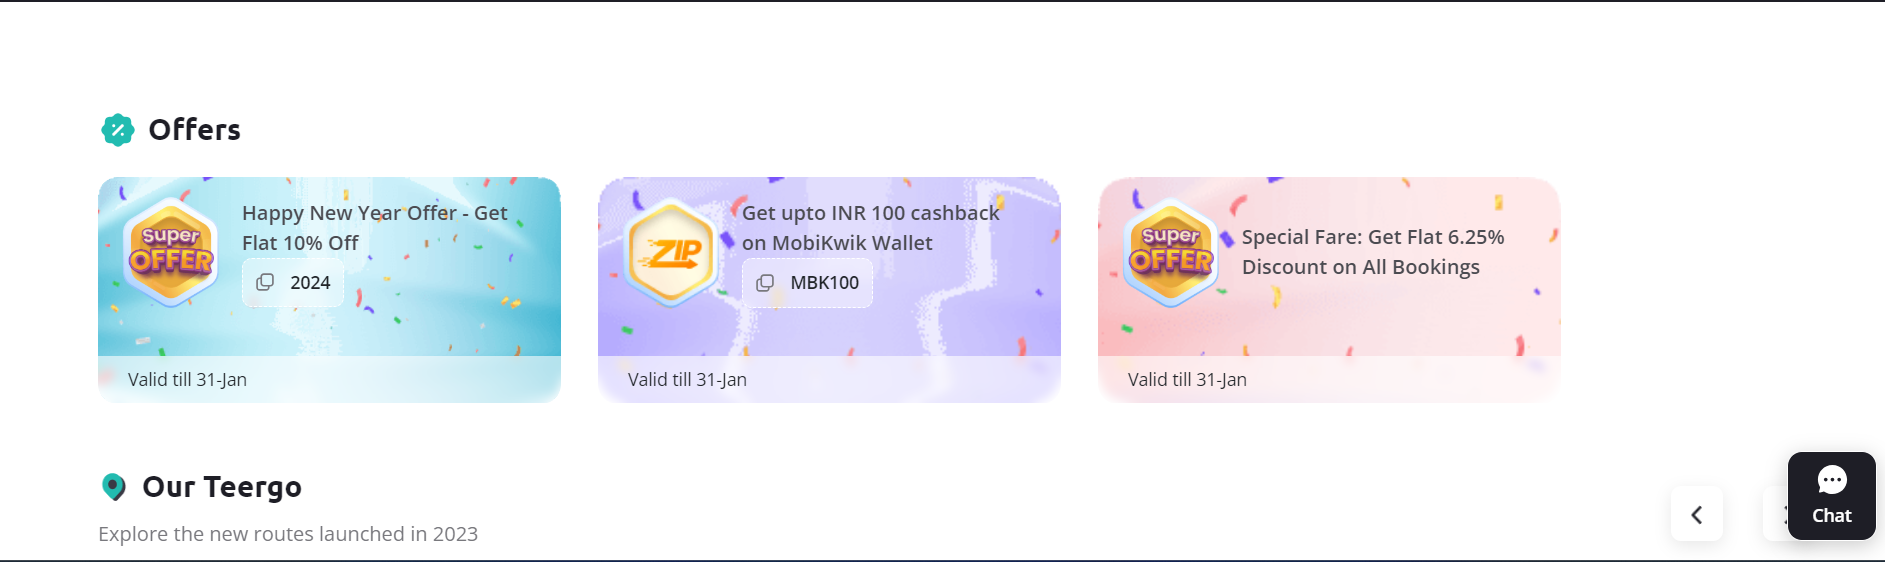 Offers
Super
OFFER
Happy New Year Offer - Get
Flat 10% Off
2024
Valid till 31-Jan
ZIP
Get upto INR 100 cashback
on MobiKwik Wallet
MBK100
Valid till 31-Jan
Super
OFFER
Special Fare: Get Flat 6.25%
Discount on All Bookings
Valid till 31-Jan
Our Teergo
Explore the new routes launched in 2023
Chat